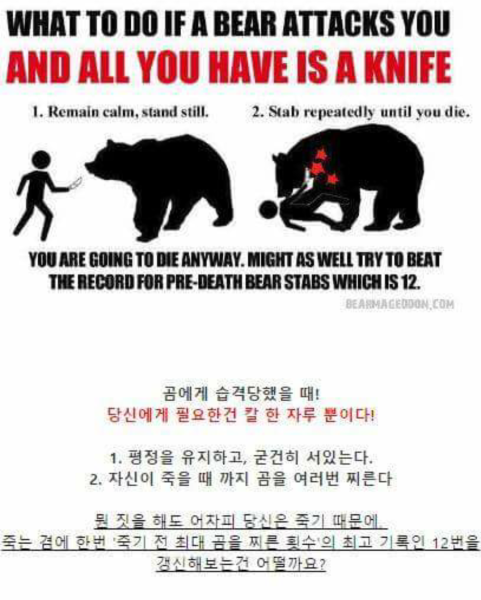 WHAT TO DO IF A BEAR ATTACKS YOU
AND ALL YOU HAVE IS A KNIFE
1. Remain calm, stand still.
2. Stab repeatedly until you die.
YOU ARE GOING TO DIE ANYWAY. MIGHT AS WELL TRY TO BEAT
THE RECORD FOR PRE-DEATH BEAR STABS WHICH IS 12.
BEARMAGEDDON.COM
곰에게 습격당했을 때!
당신에게 필요한건 칼 한 자루 뿐이다!
1. 평정을 유지하고, 굳건히 서있는다.
2. 자신이 죽을 때 까지 곰을 여러번 찌른다
뭔 짓을 해도 어차피 당신은 죽기 때문에,
죽는 겸에 한번 '죽기 전 최대 곰을 찌른 횟수'의 최고 기록인 12번을
갱신해보는건 어떨까요?